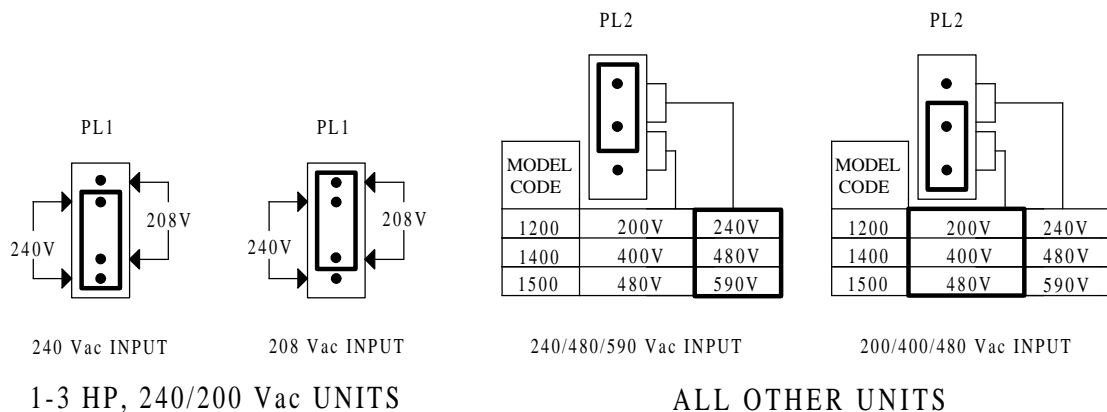 PL2
PL2
PL1
PL1
MODEL
CODE
MODEL
CODE
240V
208V
240V
208V
1200 200V 240V
1400 400V 480V
1500 480V 590V
1200 200V 240V
1400 400V 480V
1500 480V 590V
240 Vac INPUT
208 Vac INPUT
240/480/590 Vac INPUT
200/400/480 Vac INPUT
1-3 HP, 240/200 Vac UNITS
ALL OTHER UNITS